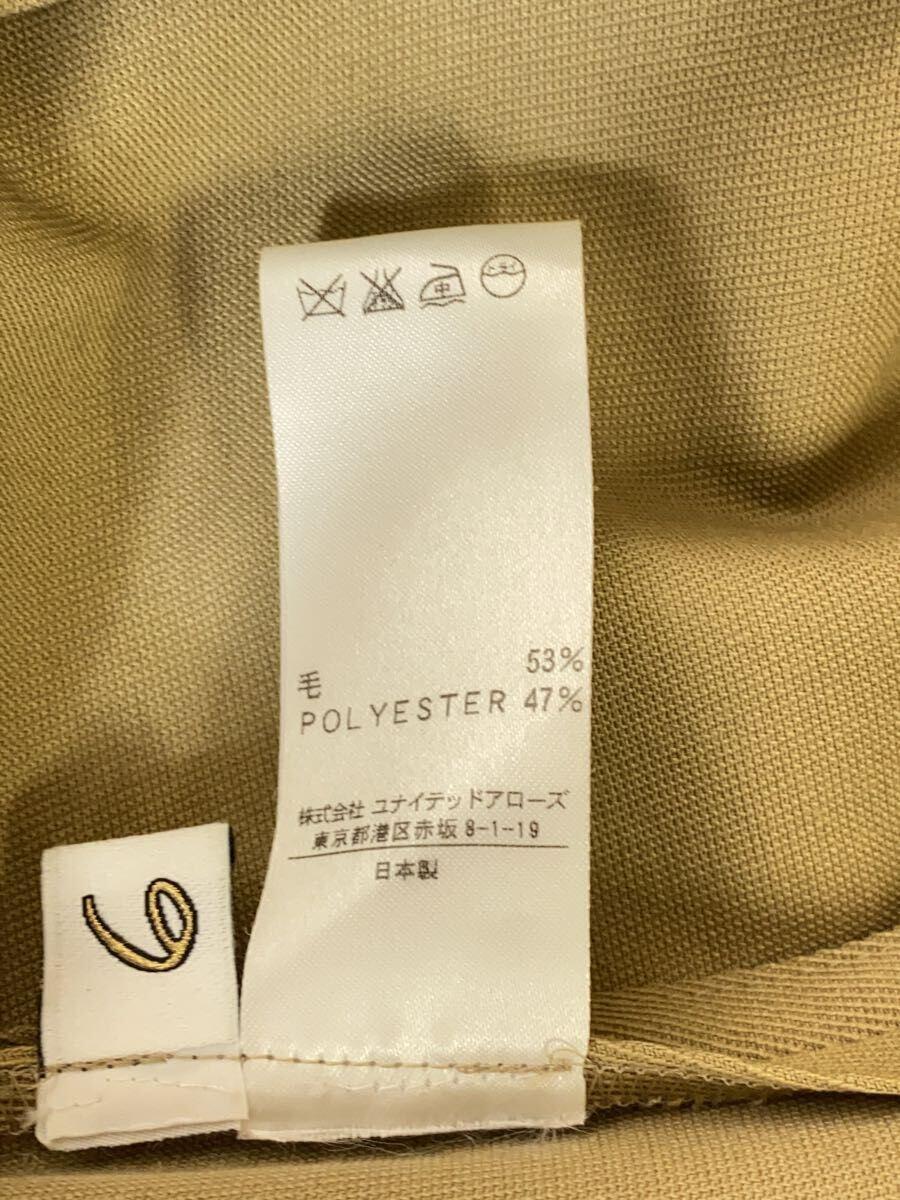 中
毛 53%
POLYESTER 47%
株式会社 ユナイテッドアローズ
東京都港区赤坂 8-1-19
日本製